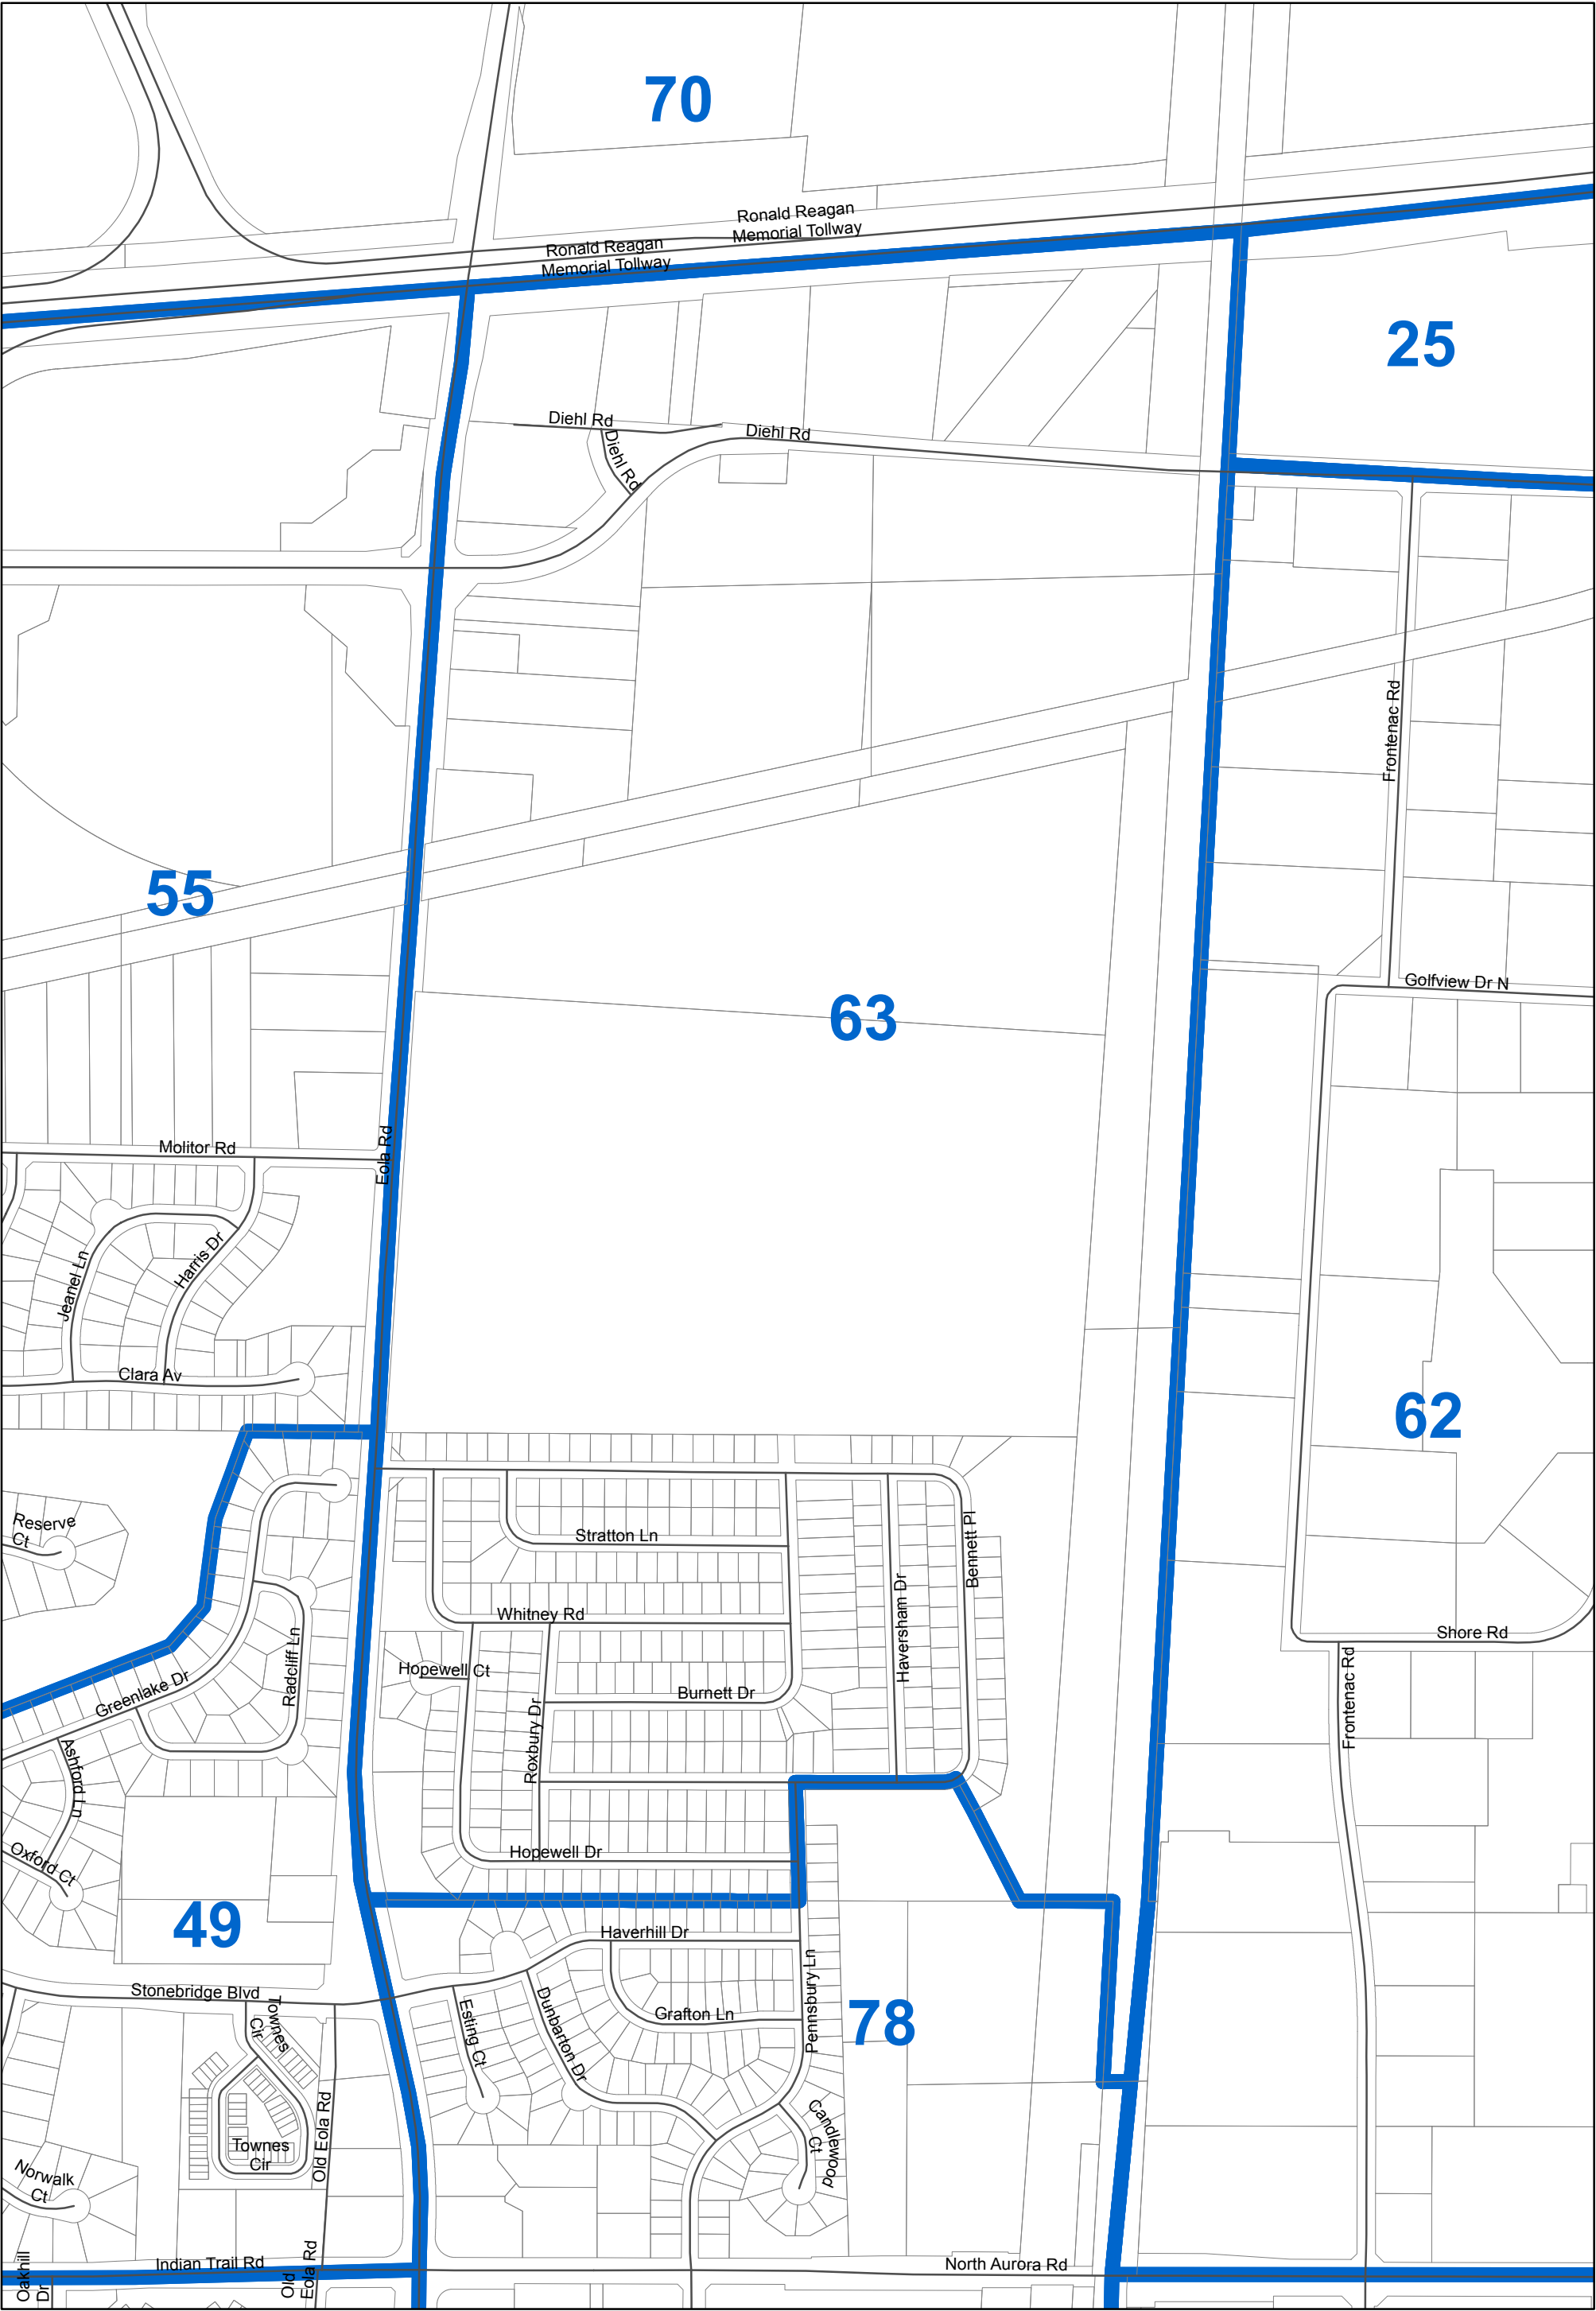 70
Ronald Reagan
Memorial Tollway
Ronald Reagan
Memorial Tollway
25
Diehl Rd
Diehl Rd
Diehl Rd
Frontenac Rd
55
Golfview Dr N
63
Eola Rd
Molitor Rd
Jeanel Ln
Harris Dr
Clara Av
62
Reserve
Ct
Stratton Ln
Bennett Pl
Haversham Dr
Whitney Rd
Shore Rd
Radcliff Ln
Hopewell Ct
Burnett Dr
Frontenac Rd
Greenlake Dr
Roxbury Dr
Ashford Ln
Oxford Ct
Hopewell Dr
49
Haverhill Dr
Stonebridge Blvd
Townes
Cir
Esting Ct
Dunbarton Dr
Grafton Ln
Pennsbury Ln
78
Old Eola Rd
Candlewood
Ct
Townes
Cir
Norwalk
Ct
Indian Trail Rd
North Aurora Rd
Oakhill
Dr
Old
Eola Rd